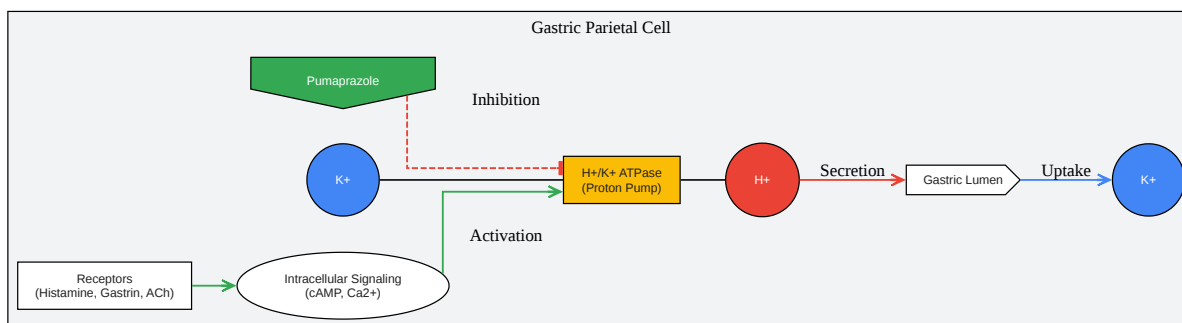 Gastric Parietal Cell
Pumaprazole
Inhibition
K+
H+/K+ ATPase
(Proton Pump)
H+
Secretion
Gastric Lumen
Uptake
K+
Activation
Receptors
(Histamine, Gastrin, ACh)
Intracellular Signaling
(cAMP, Ca2+)